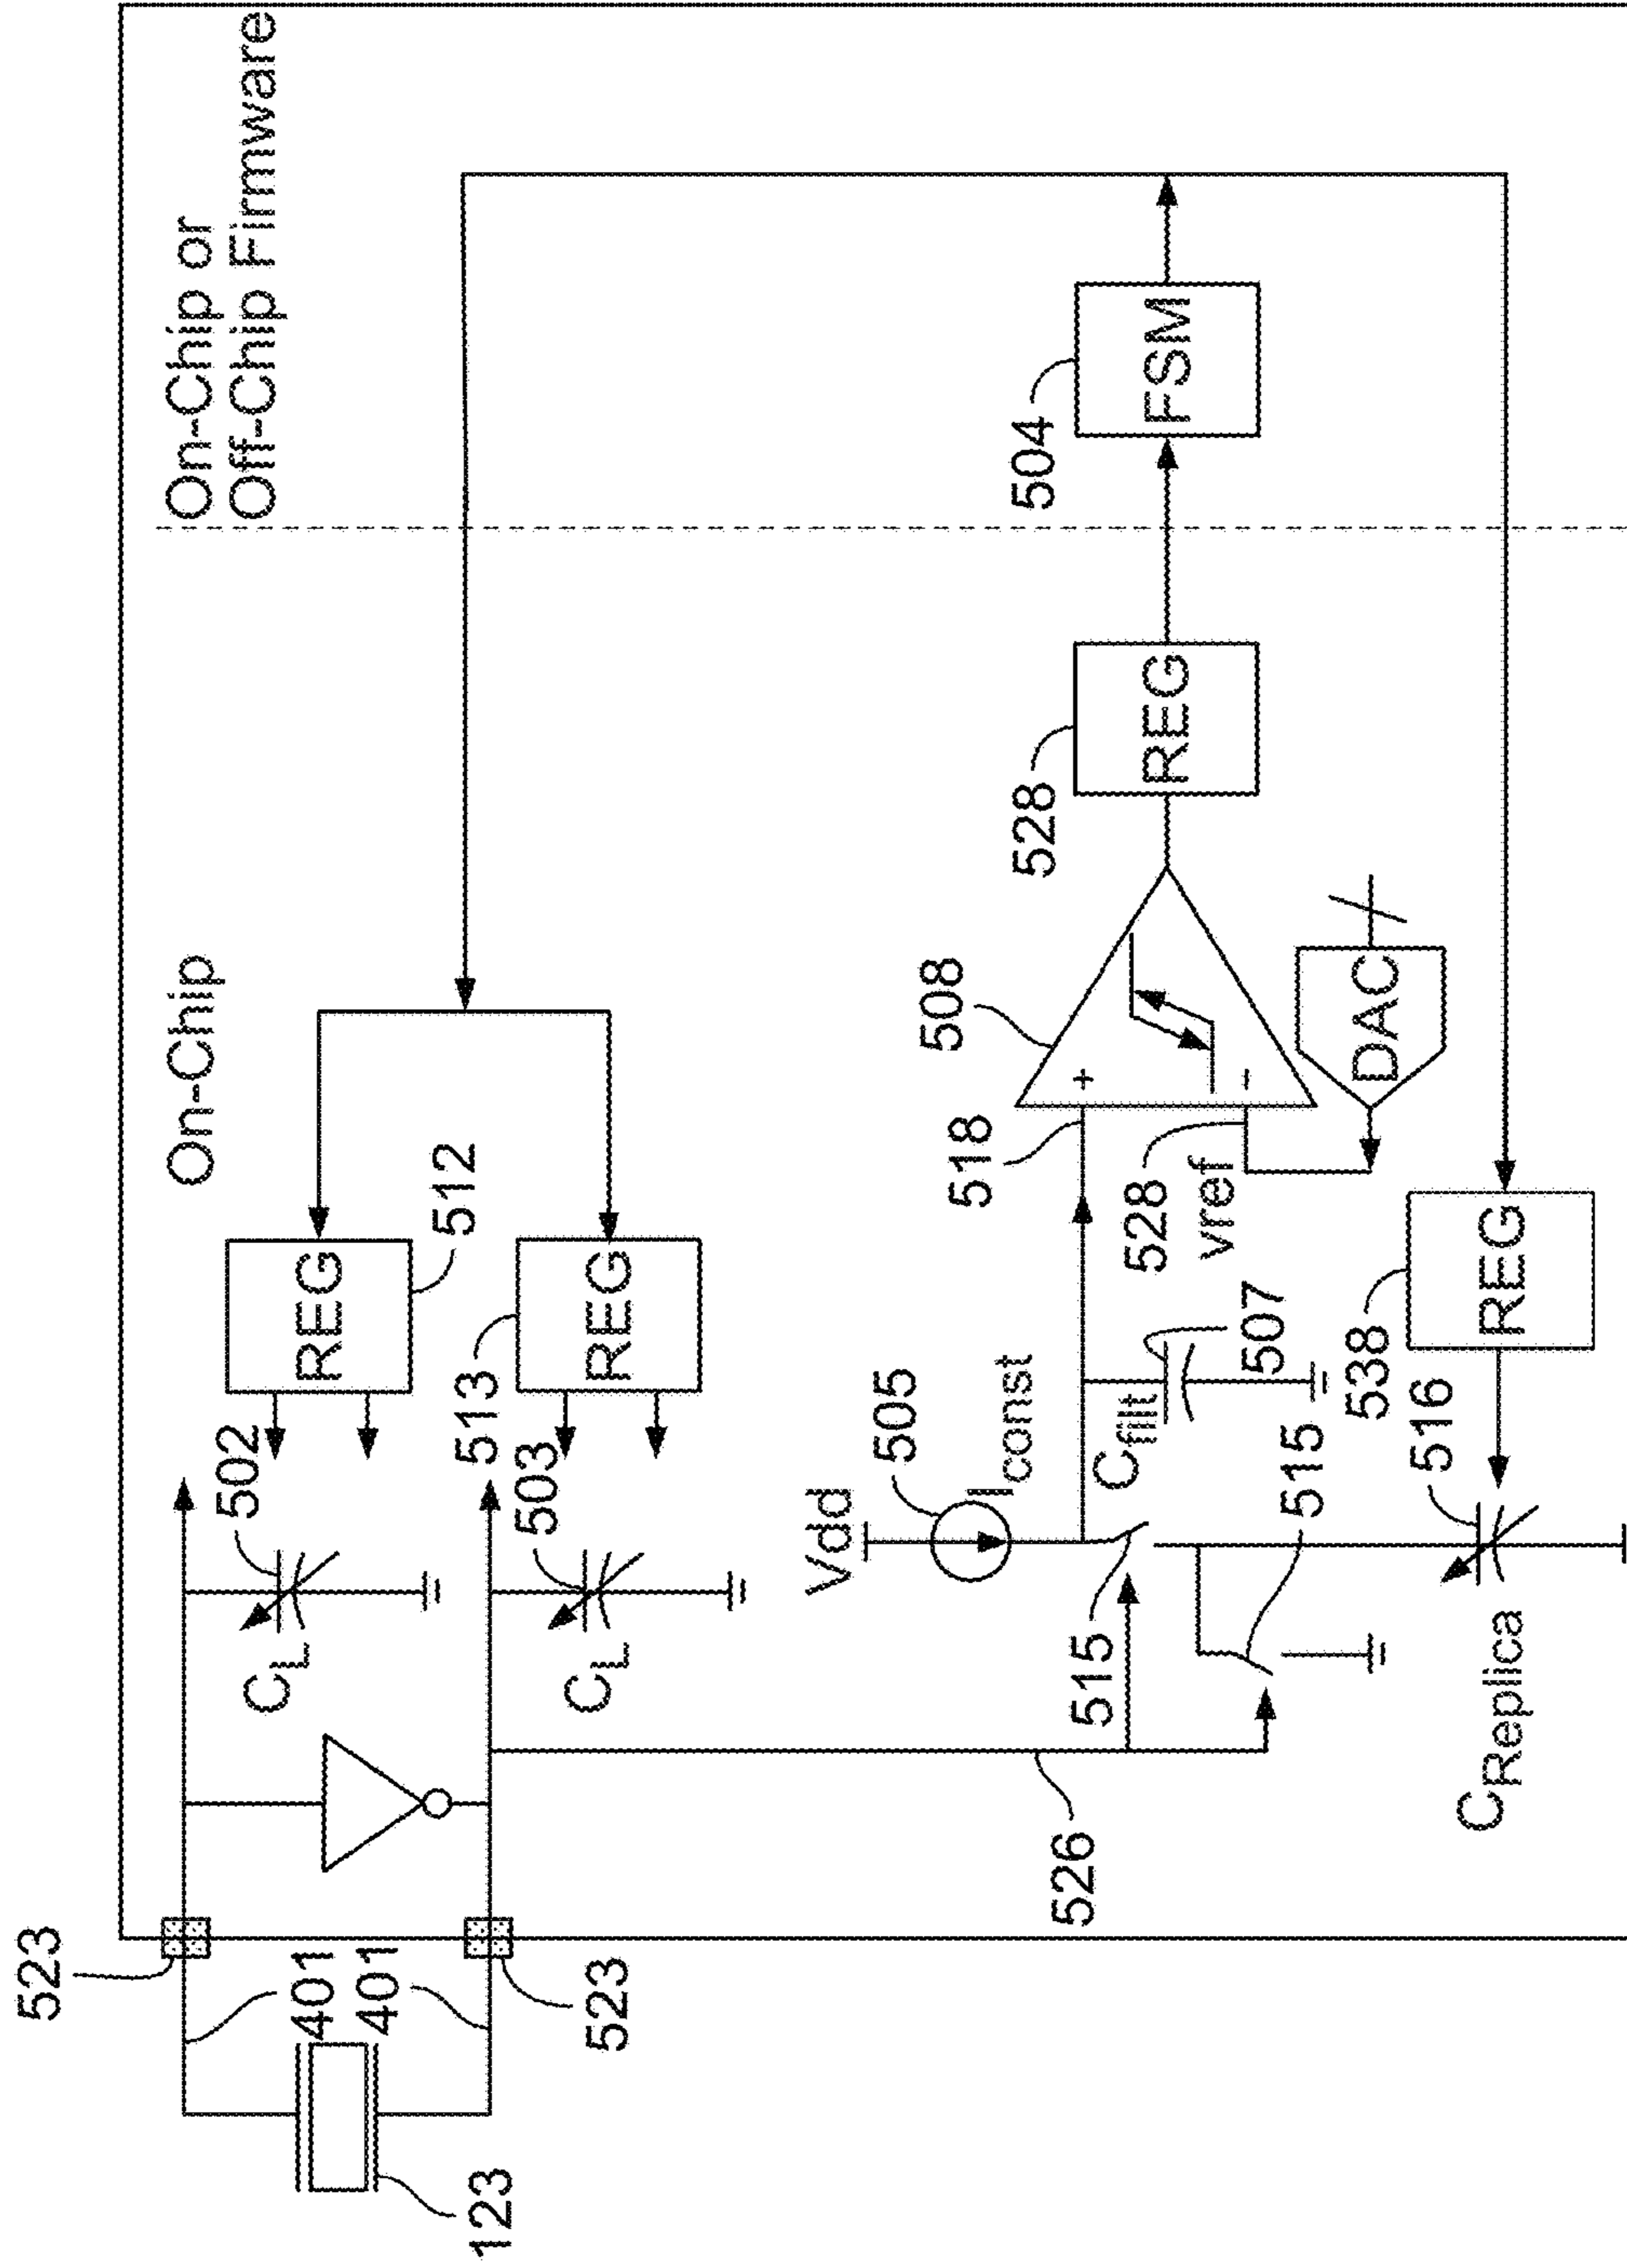 On-Chip
On-Chip or
Off-Chip Firmware
523
401
401
523
123
C_L
502
REG
512
C_L
503
513
REG
526
Vdd
505
I_const
515
515
C_filt
507
518
508
+
−
528
vref
DAC
528
REG
504
FSM
C_Replica
516
538
REG